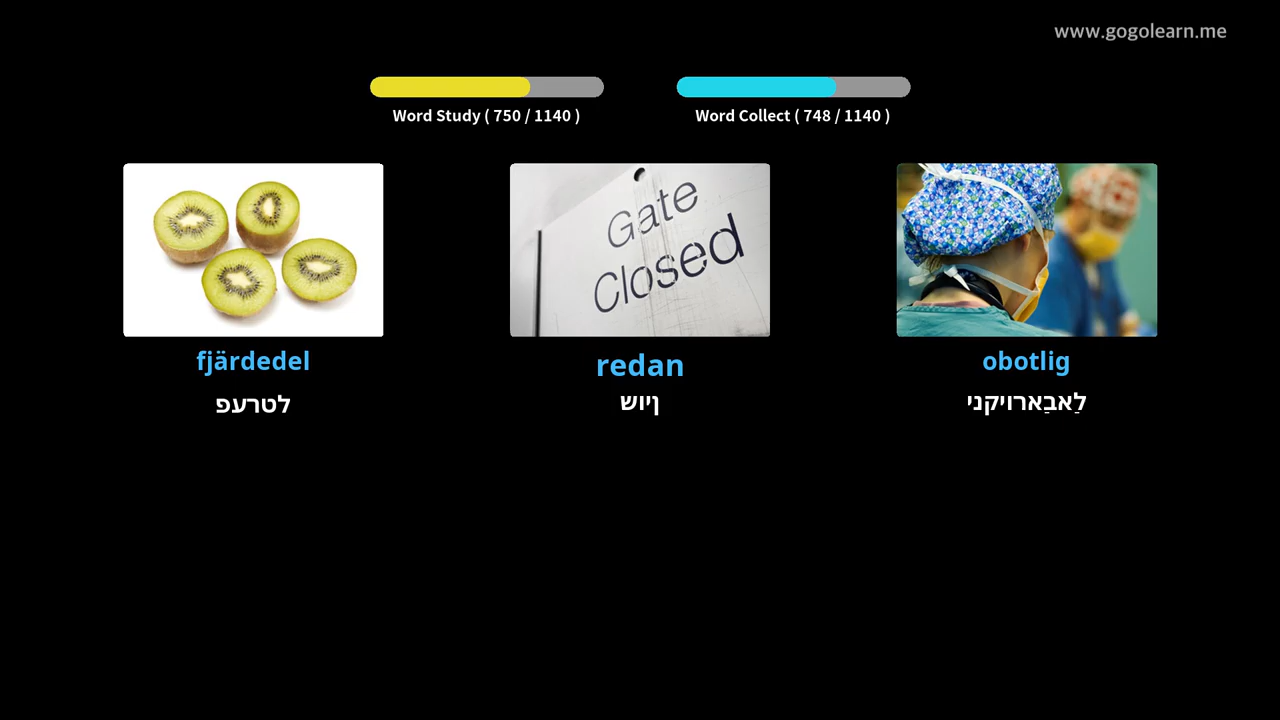 www.gogolearn.me
Word Study ( 750 / 1140 )
Word Collect ( 748 / 1140 )
fjärdedel
לטרעפ
redan
ןיוש
obotlig
לַאבַארויקני
Gate
Closed